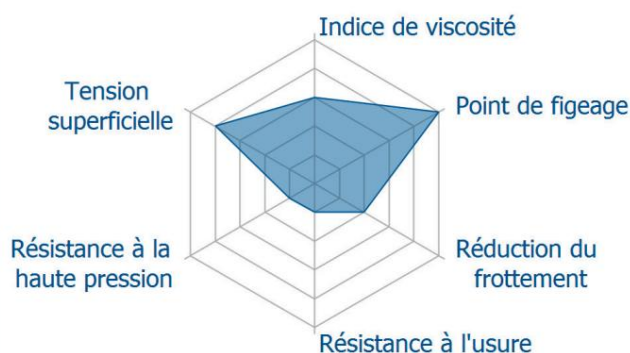 Indice de viscosité
Tension
superficielle
Point de figeage
Résistance à la
haute pression
Réduction du
frottement
Résistance à l'usure